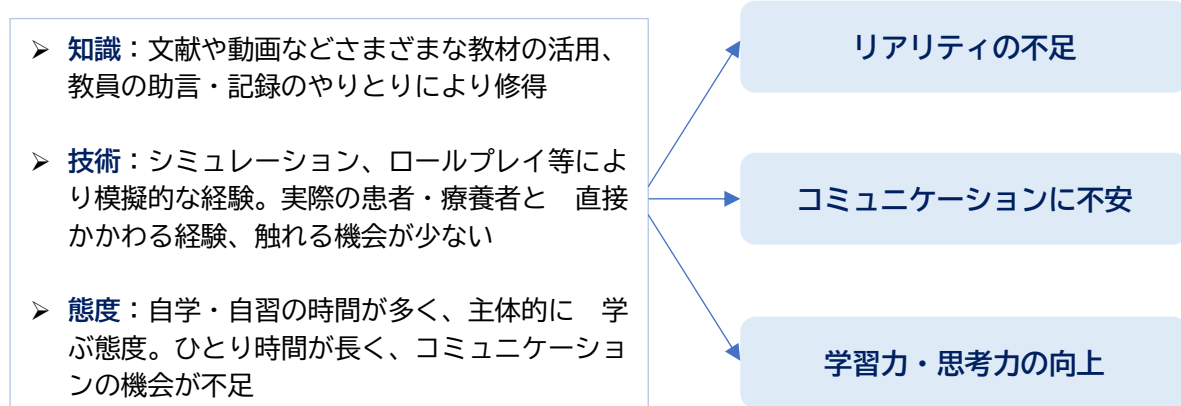 ➢ 知識：文献や動画などさまざまな教材の活用、
教員の助言・記録のやりとりにより修得
➢ 技術：シミュレーション、ロールプレイ等によ
り模擬的な経験。実際の患者・療養者と　直接
かかわる経験、触れる機会が少ない
➢ 態度：自学・自習の時間が多く、主体的に　学
ぶ態度。ひとり時間が長く、コミュニケーショ
ンの機会が不足
リアリティの不足
コミュニケーションに不安
学習力・思考力の向上